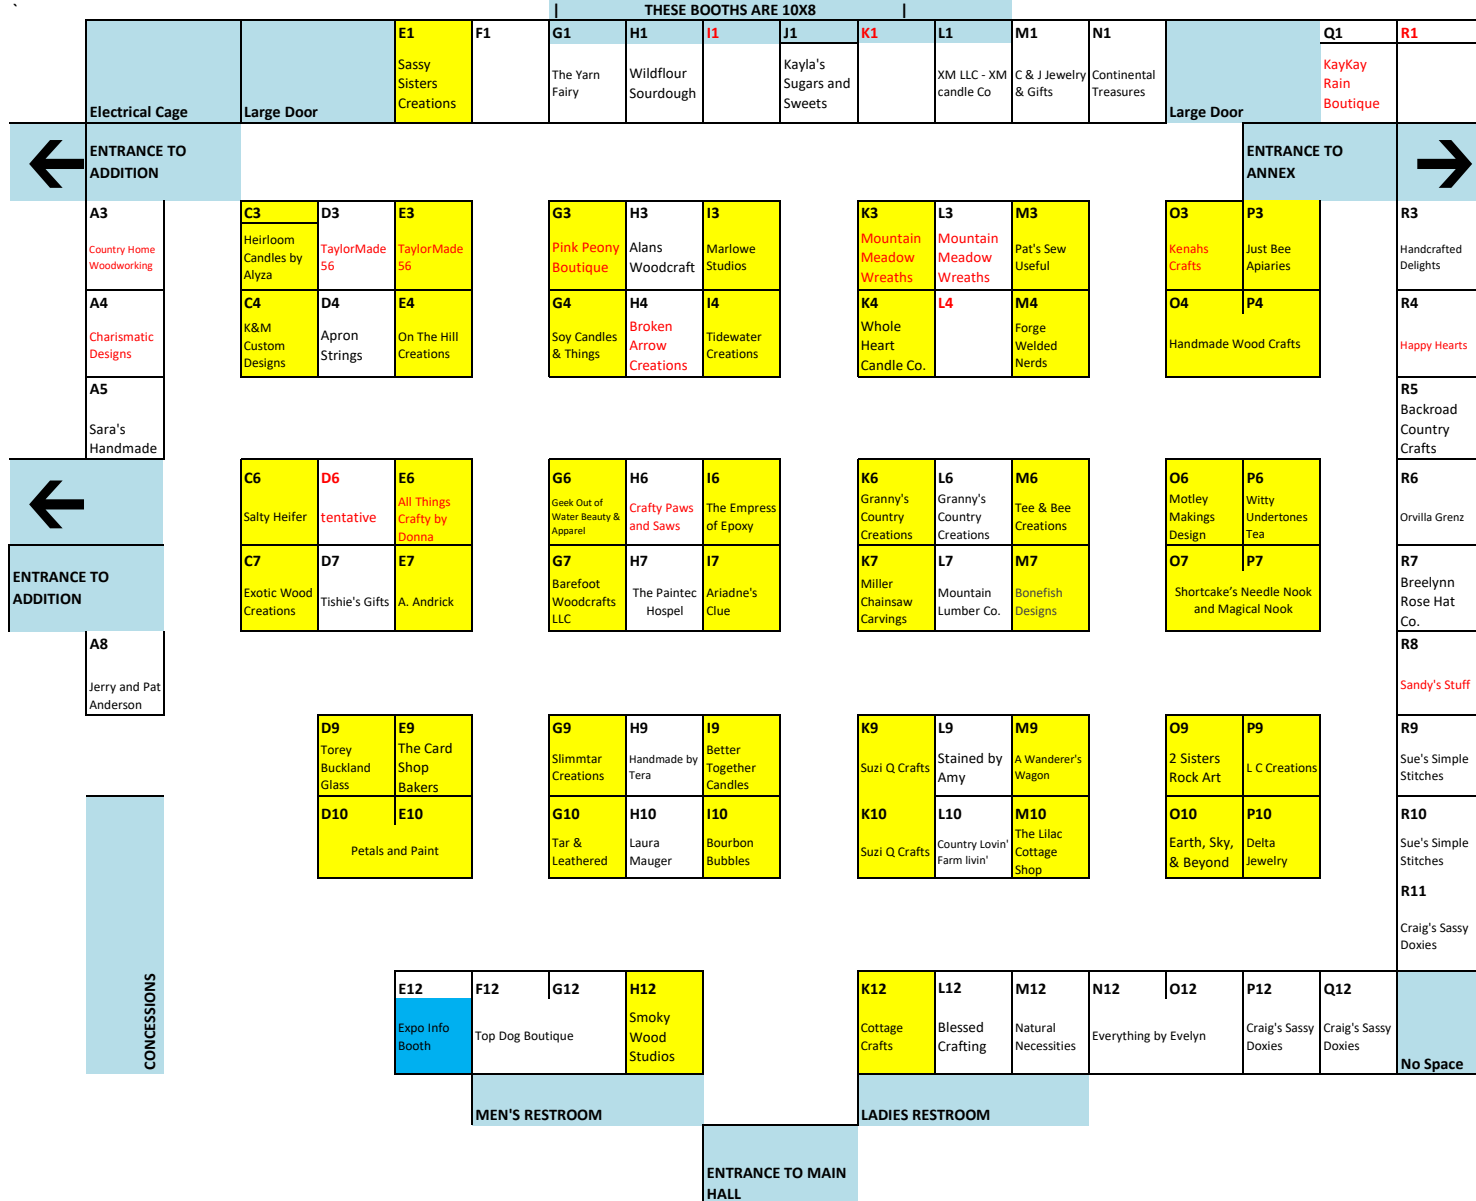 `
| THESE BOOTHS ARE 10X8 |
E1 F1 G1 H1 I1 J1 K1 L1 M1 N1 Q1 R1
Electrical Cage
Large Door
Sassy
Sisters
Creations
The Yarn
Fairy
Wildflour
Sourdough
Kayla's
Sugars and
Sweets
XM LLC - XM
candle Co
C & J Jewelry
& Gifts
Continental
Treasures
Large Door
KayKay
Rain
Boutique
ENTRANCE TO
ADDITION
ENTRANCE TO
ANNEX
A3 C3 D3 E3 G3 H3 I3 K3 L3 M3 O3 P3 R3
Country Home
Woodworking
Heirloom
Candles by
Alyza
TaylorMade
56
TaylorMade
56
Pink Peony
Boutique
Alans
Woodcraft
Marlowe
Studios
Mountain
Meadow
Wreaths
Mountain
Meadow
Wreaths
Pat's Sew
Useful
Kenahs
Crafts
Just Bee
Apiaries
Handcrafted
Delights
A4 C4 D4 E4 G4 H4 I4 K4 L4 M4 O4 P4 R4
Charismatic
Designs
K&M
Custom
Designs
Apron
Strings
On The Hill
Creations
Soy Candles
& Things
Broken
Arrow
Creations
Tidewater
Creations
Whole
Heart
Candle Co.
Forge
Welded
Nerds
Handmade Wood Crafts
Happy Hearts
A5 R5
Sara's
Handmade
Backroad
Country
Crafts
C6 D6 E6 G6 H6 I6 K6 L6 M6 O6 P6 R6
Salty Heifer
tentative
All Things
Crafty by
Donna
Geek Out of
Water Beauty &
Apparel
Crafty Paws
and Saws
The Empress
of Epoxy
Granny's
Country
Creations
Granny's
Country
Creations
Tee & Bee
Creations
Motley
Makings
Design
Witty
Undertones
Tea
Orvilla Grenz
ENTRANCE TO
ADDITION
C7 D7 E7 G7 H7 I7 K7 L7 M7 O7 P7 R7
Exotic Wood
Creations
Tishie's Gifts
A. Andrick
Barefoot
Woodcrafts
LLC
The Paintec
Hospel
Ariadne's
Clue
Miller
Chainsaw
Carvings
Mountain
Lumber Co.
Bonefish
Designs
Shortcake's Needle Nook
and Magical Nook
Breelynn
Rose Hat
Co.
A8 R8
Jerry and Pat
Anderson
Sandy's Stuff
D9 E9 G9 H9 I9 K9 L9 M9 O9 P9 R9
Torey
Buckland
Glass
The Card
Shop
Bakers
Slimmtar
Creations
Handmade by
Tera
Better
Together
Candles
Suzi Q Crafts
Stained by
Amy
A Wanderer's
Wagon
2 Sisters
Rock Art
L C Creations
Sue's Simple
Stitches
D10 E10 G10 H10 I10 K10 L10 M10 O10 P10 R10
Petals and Paint
Tar &
Leathered
Laura
Mauger
Bourbon
Bubbles
Suzi Q Crafts
Country Lovin'
Farm livin'
The Lilac
Cottage
Shop
Earth, Sky,
& Beyond
Delta
Jewelry
Sue's Simple
Stitches
R11
Craig's Sassy
Doxies
CONCESSIONS
E12 F12 G12 H12 K12 L12 M12 N12 O12 P12 Q12
Expo Info
Booth
Top Dog Boutique
Smoky
Wood
Studios
Cottage
Crafts
Blessed
Crafting
Natural
Necessities
Everything by Evelyn
Craig's Sassy
Doxies
Craig's Sassy
Doxies
No Space
MEN'S RESTROOM
LADIES RESTROOM
ENTRANCE TO MAIN
HALL